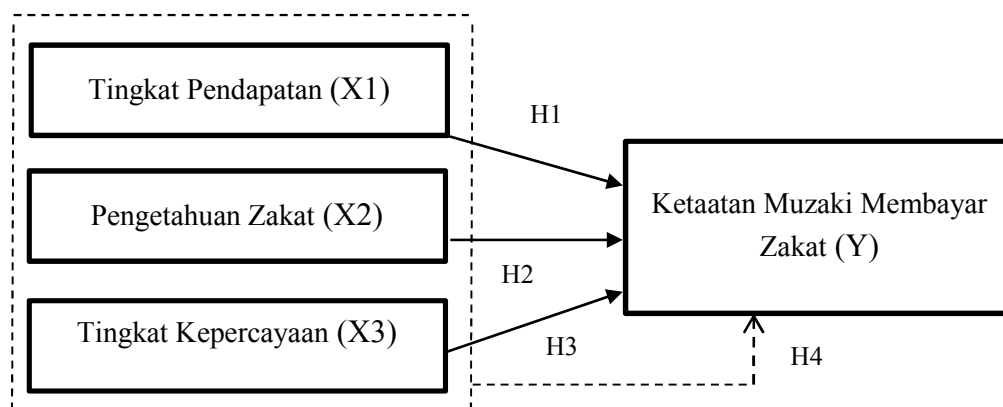 Tingkat Pendapatan (X1)
H1
Pengetahuan Zakat (X2)
H2
Tingkat Kepercayaan (X3)
H3
Ketaatan Muzaki Membayar
Zakat (Y)
H4